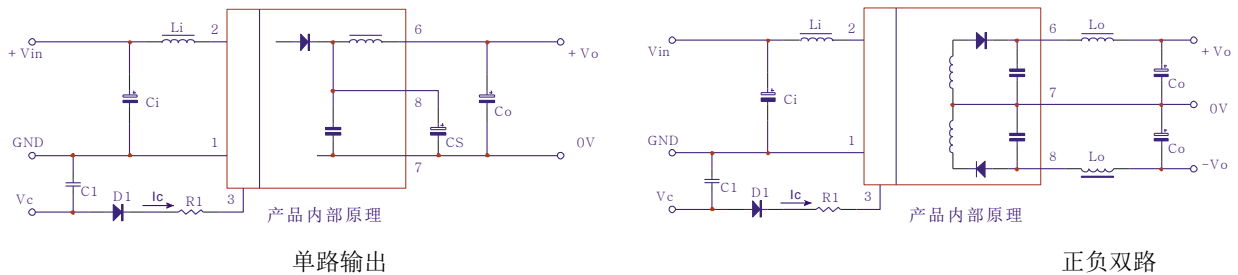 Li
2
6
+Vin
+Vo
Ci
8
Co
CS
GND
1
0V
7
C1
Vc
D1
Ic
R1
3
产品内部原理
单路输出
Li
2
6
Lo
Vin
+Vo
Co
Ci
7
0V
GND
1
Co
8
Lo
-Vo
C1
Vc
D1
Ic
R1
3
产品内部原理
正负双路